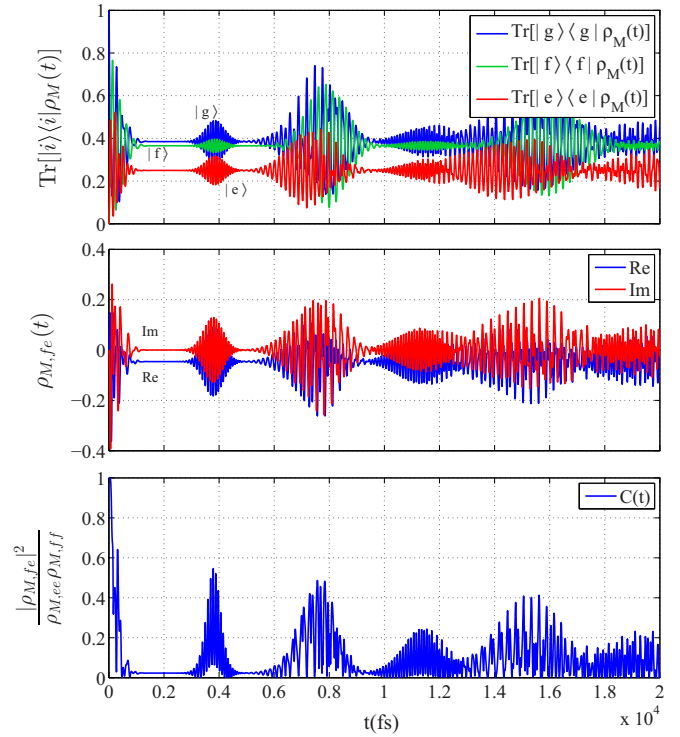 Tr[|i⟩⟨i|ρ_M(t)]
1
0.8
0.6
0.4
0.2
0
Tr[| g⟩⟨ g | ρ_M(t)]
Tr[| f⟩⟨ f | ρ_M(t)]
Tr[| e⟩⟨ e | ρ_M(t)]
| g⟩
| f⟩
| e⟩
ρ_{M,fe}(t)
0.4
0.2
0
−0.2
−0.4
Re
Im
Im
Re
|ρ_{M,fe}|²
ρ_{M,ee}ρ_{M,ff}
1
0.8
0.6
0.4
0.2
0
C(t)
0 0.2 0.4 0.6 0.8 1 1.2 1.4 1.6 1.8 2
t(fs)
x 10⁴